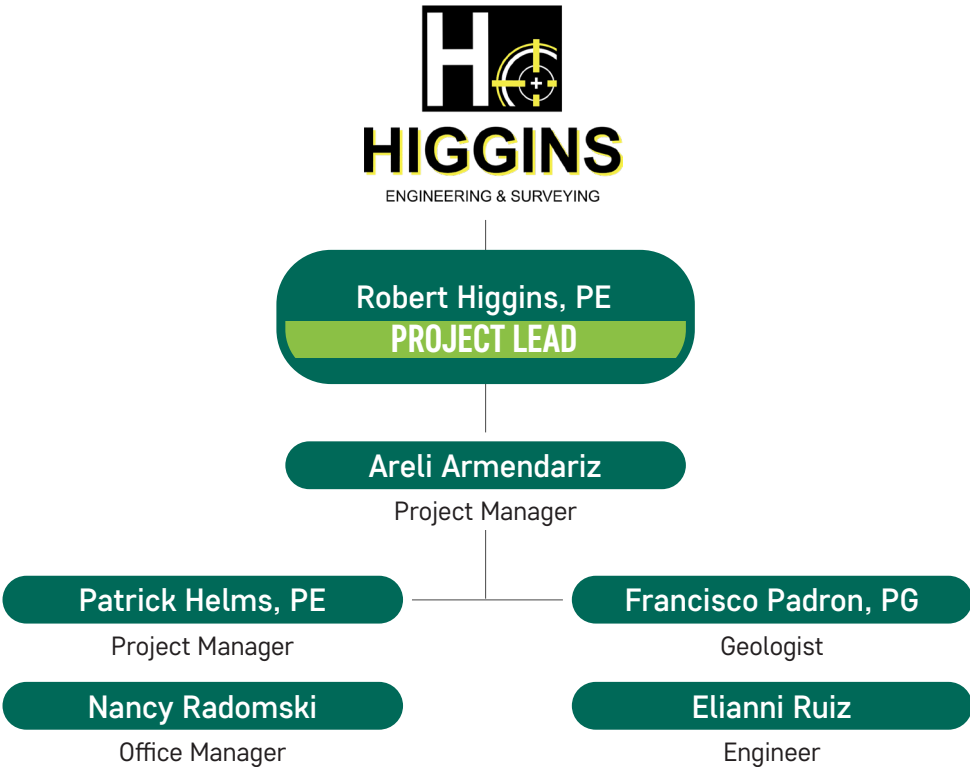 H
HIGGINS
ENGINEERING & SURVEYING
Robert Higgins, PE
PROJECT LEAD
Areli Armendariz
Project Manager
Patrick Helms, PE
Project Manager
Francisco Padron, PG
Geologist
Nancy Radomski
Office Manager
Elianni Ruiz
Engineer